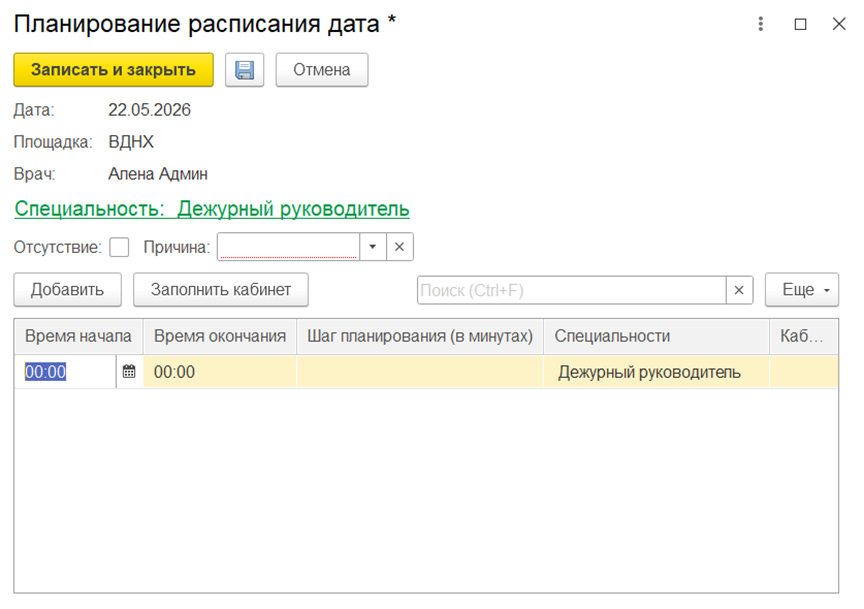 Планирование расписания дата *
Записать и закрыть Отмена
Дата: 22.05.2026
Площадка: ВДНХ
Врач: Алена Админ
Специальность: Дежурный руководитель
Отсутствие: Причина:
Добавить Заполнить кабинет Поиск (Ctrl+F) Еще
Время начала Время окончания Шаг планирования (в минутах) Специальности Каб...
00:00 00:00 Дежурный руководитель